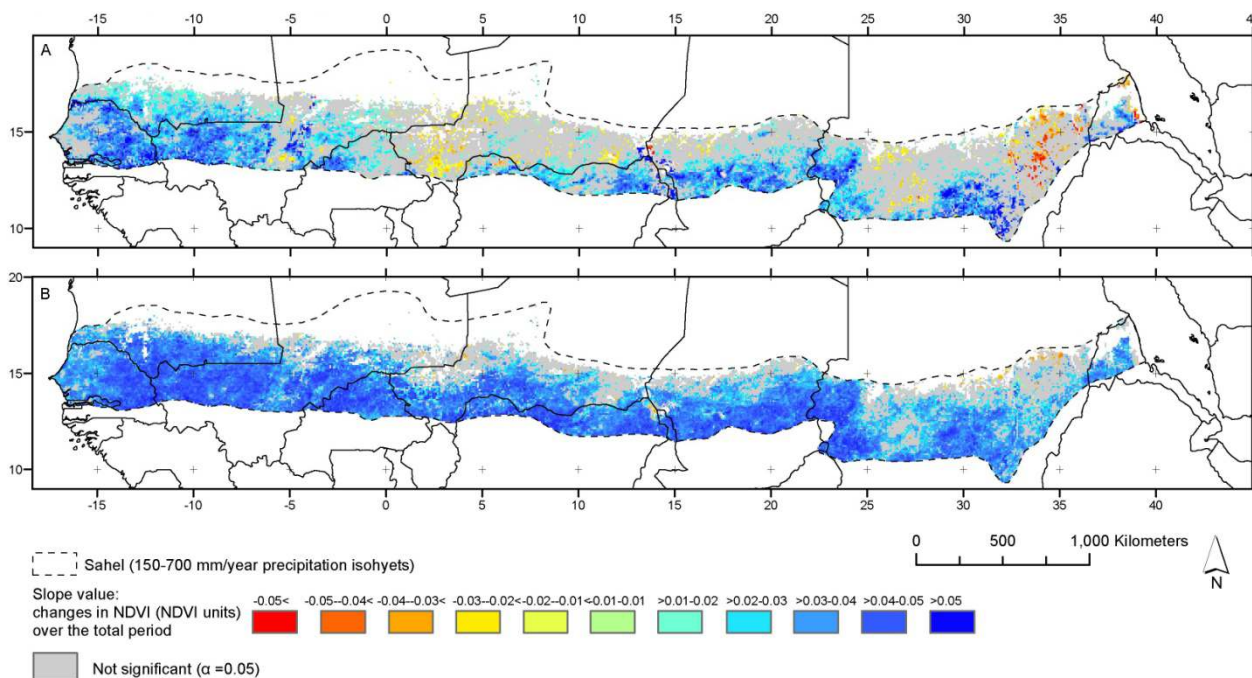 -15 -10 -5 0 5 10 15 20 25 30 35 40 4
A
15
10
20
B
15
10
-15 -10 -5 0 5 10 15 20 25 30 35 40
0 500 1,000 Kilometers
N
Sahel (150-700 mm/year precipitation isohyets)
Slope value:
changes in NDVI (NDVI units)
over the total period
-0.05< -0.05--0.04< -0.04--0.03< -0.03--0.02< -0.02--0.01< <0.01-0.01 >0.01-0.02 >0.02-0.03 >0.03-0.04 >0.04-0.05 >0.05
Not significant (α =0.05)